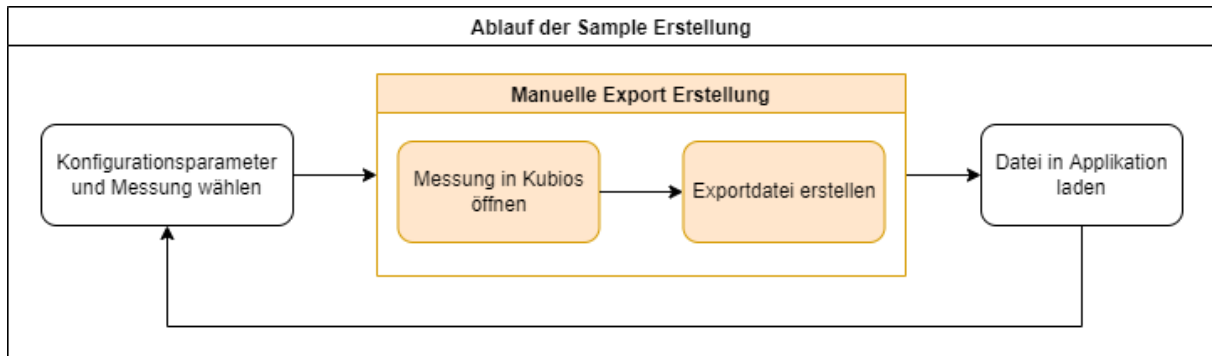 Ablauf der Sample Erstellung
Manuelle Export Erstellung
Konfigurationsparameter
und Messung wählen
Messung in Kubios
öffnen
Exportdatei erstellen
Datei in Applikation
laden